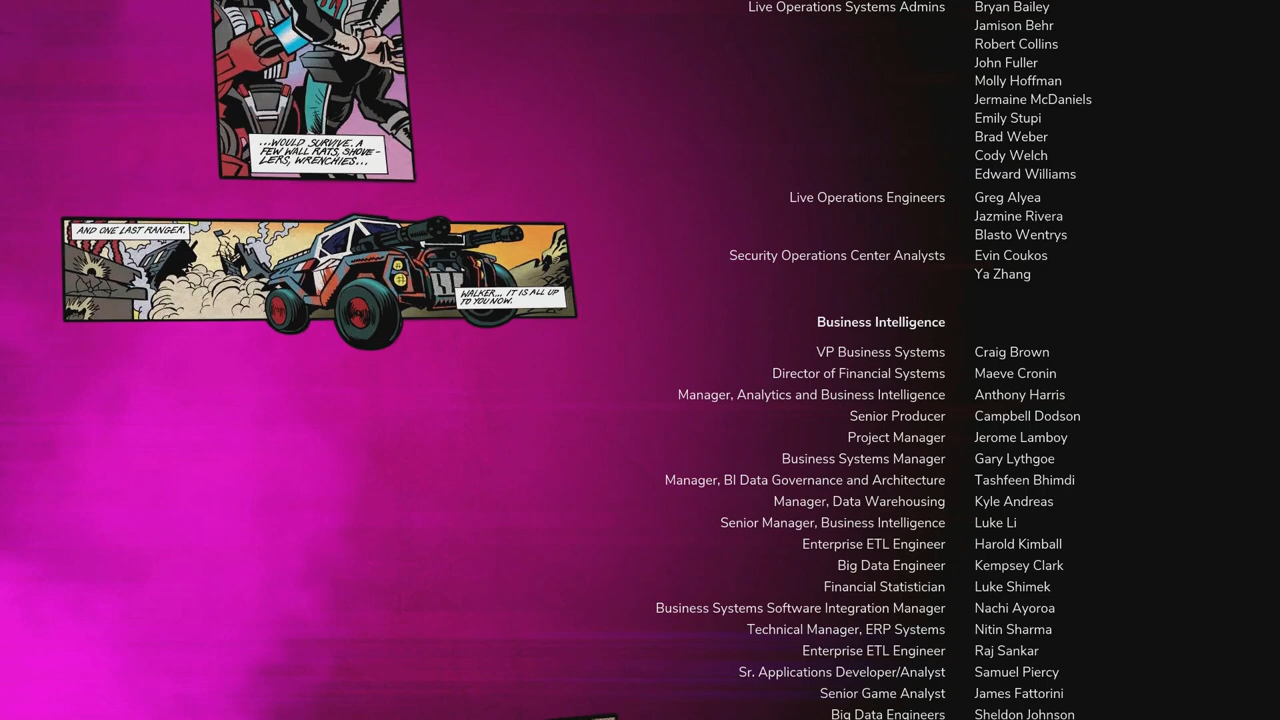 ...WOULD SURVIVE. A
FEW WALL RATS, SHOVE-
LERS, WRENCHIES...
AND ONE LAST RANGER.
WALKER... IT IS ALL UP
TO YOU NOW.
Live Operations Systems Admins Bryan Bailey
Jamison Behr
Robert Collins
John Fuller
Molly Hoffman
Jermaine McDaniels
Emily Stupi
Brad Weber
Cody Welch
Edward Williams
Live Operations Engineers Greg Alyea
Jazmine Rivera
Blasto Wentrys
Security Operations Center Analysts Evin Coukos
Ya Zhang
Business Intelligence
VP Business Systems Craig Brown
Director of Financial Systems Maeve Cronin
Manager, Analytics and Business Intelligence Anthony Harris
Senior Producer Campbell Dodson
Project Manager Jerome Lamboy
Business Systems Manager Gary Lythgoe
Manager, BI Data Governance and Architecture Tashfeen Bhimdi
Manager, Data Warehousing Kyle Andreas
Senior Manager, Business Intelligence Luke Li
Enterprise ETL Engineer Harold Kimball
Big Data Engineer Kempsey Clark
Financial Statistician Luke Shimek
Business Systems Software Integration Manager Nachi Ayoroa
Technical Manager, ERP Systems Nitin Sharma
Enterprise ETL Engineer Raj Sankar
Sr. Applications Developer/Analyst Samuel Piercy
Senior Game Analyst James Fattorini
Big Data Engineers Sheldon Johnson